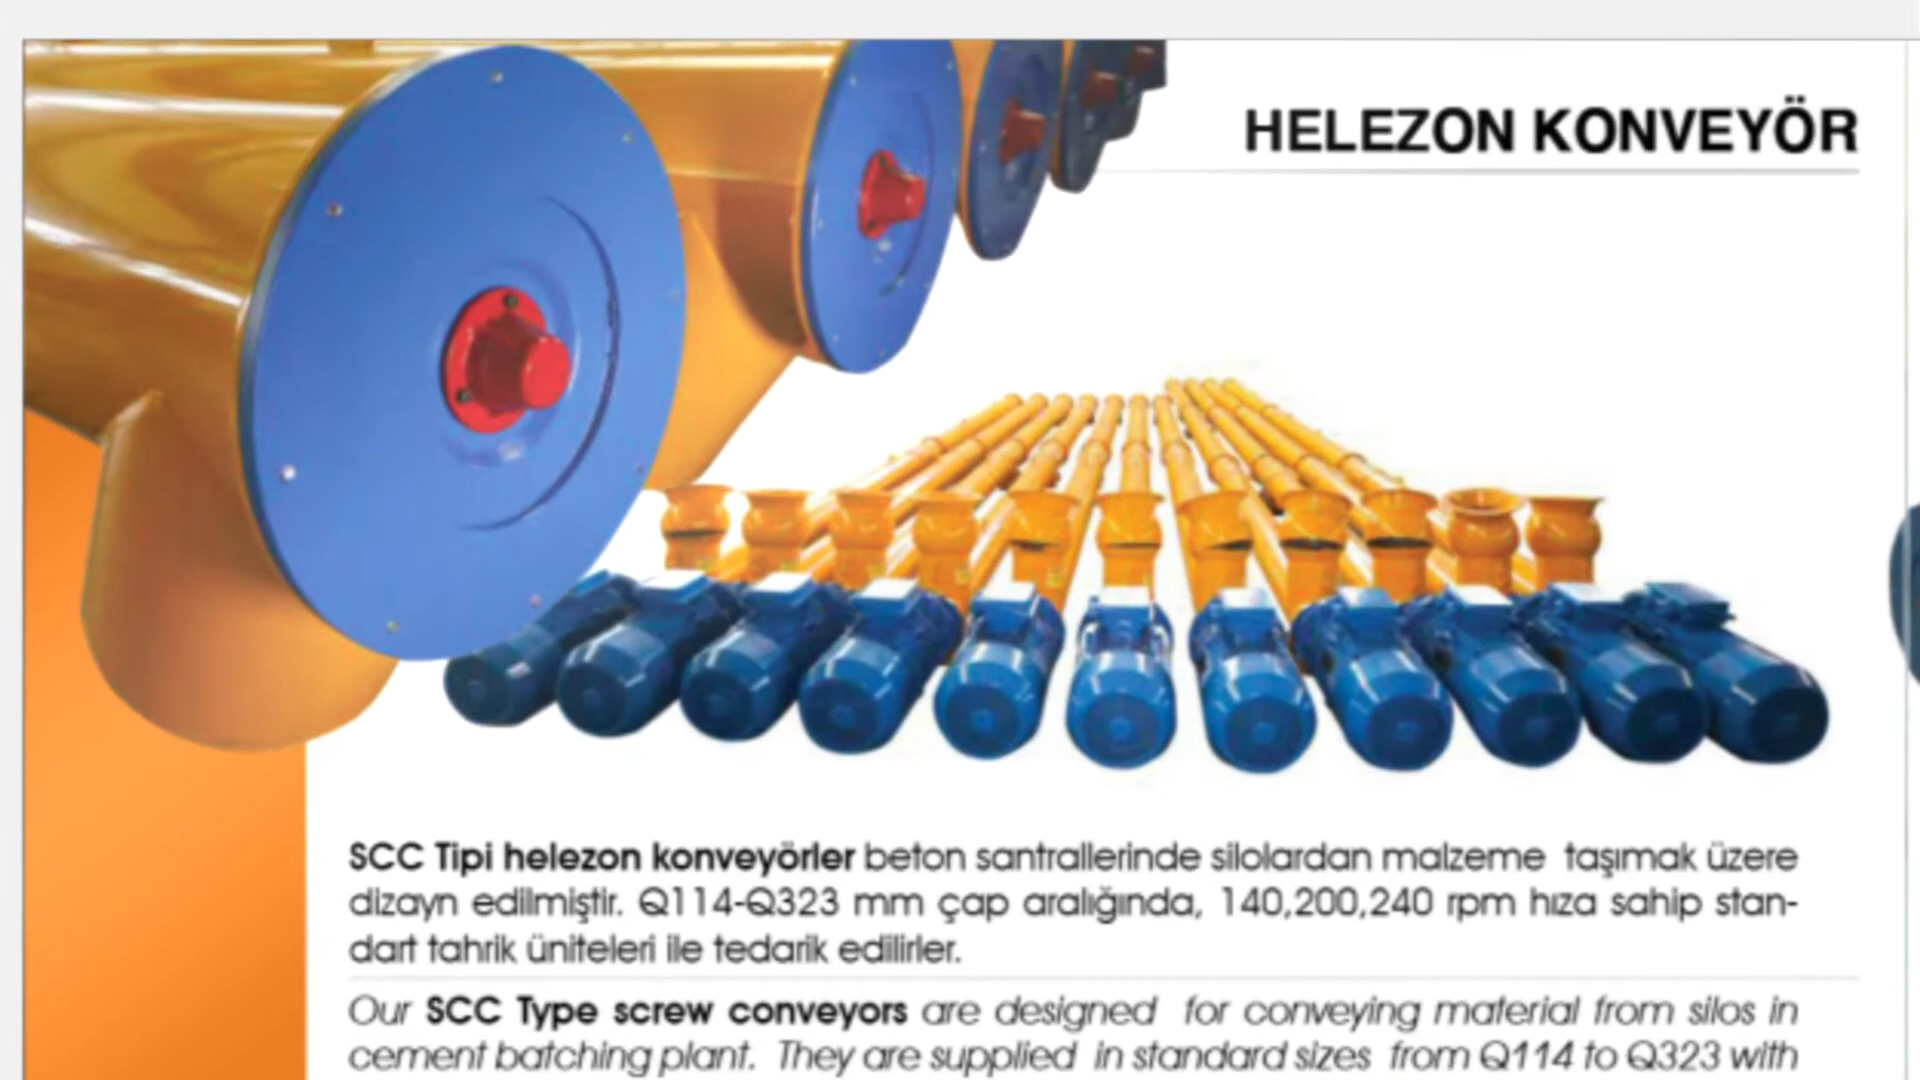 HELEZON KONVEYÖR
SCC Tipi helezon konveyörler beton santrallerinde silolardan malzeme taşımak üzere
dizayn edilmiştir. Q114-Q323 mm çap aralığında, 140,200,240 rpm hıza sahip stan-
dart tahrik üniteleri ile tedarik edilirler.
Our SCC Type screw conveyors are designed for conveying material from silos in
cement batching plant. They are supplied in standard sizes from Q114 to Q323 with